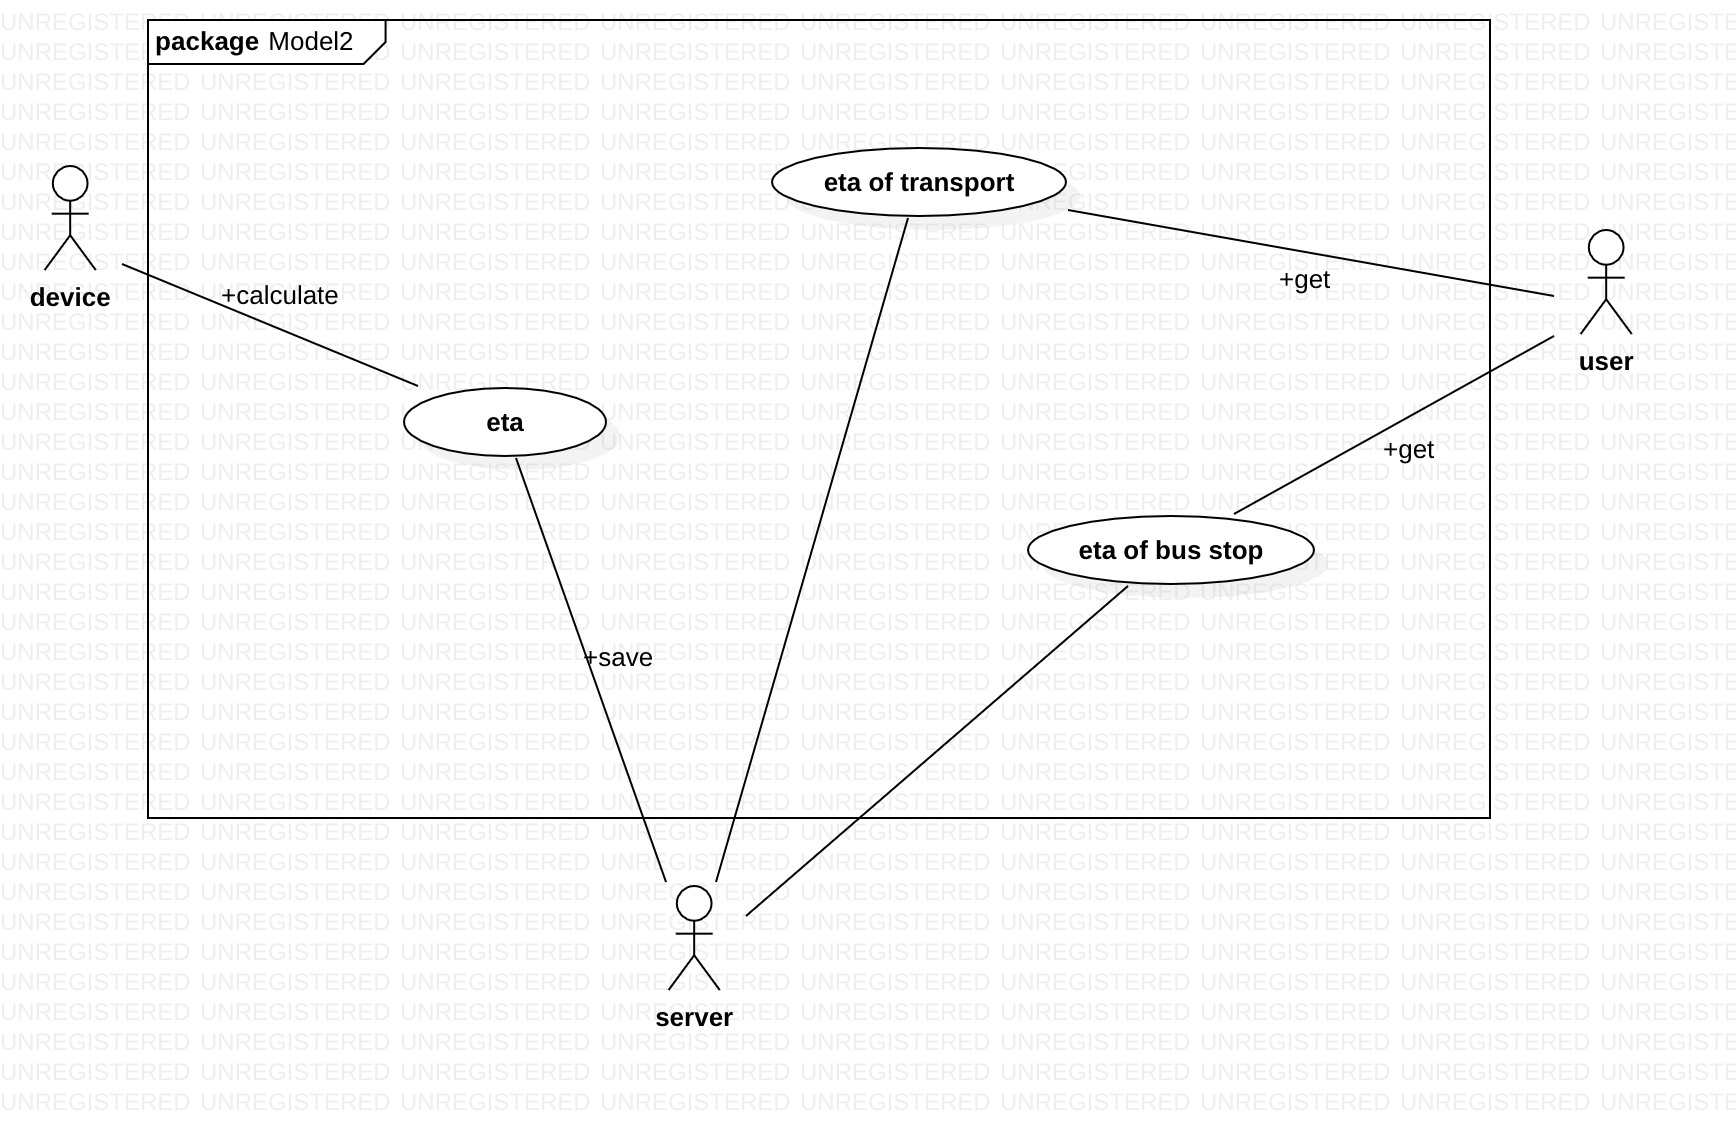 package Model2
eta of transport
+get
device
+calculate
user
eta
+get
eta of bus stop
+save
server
UNREGISTERED